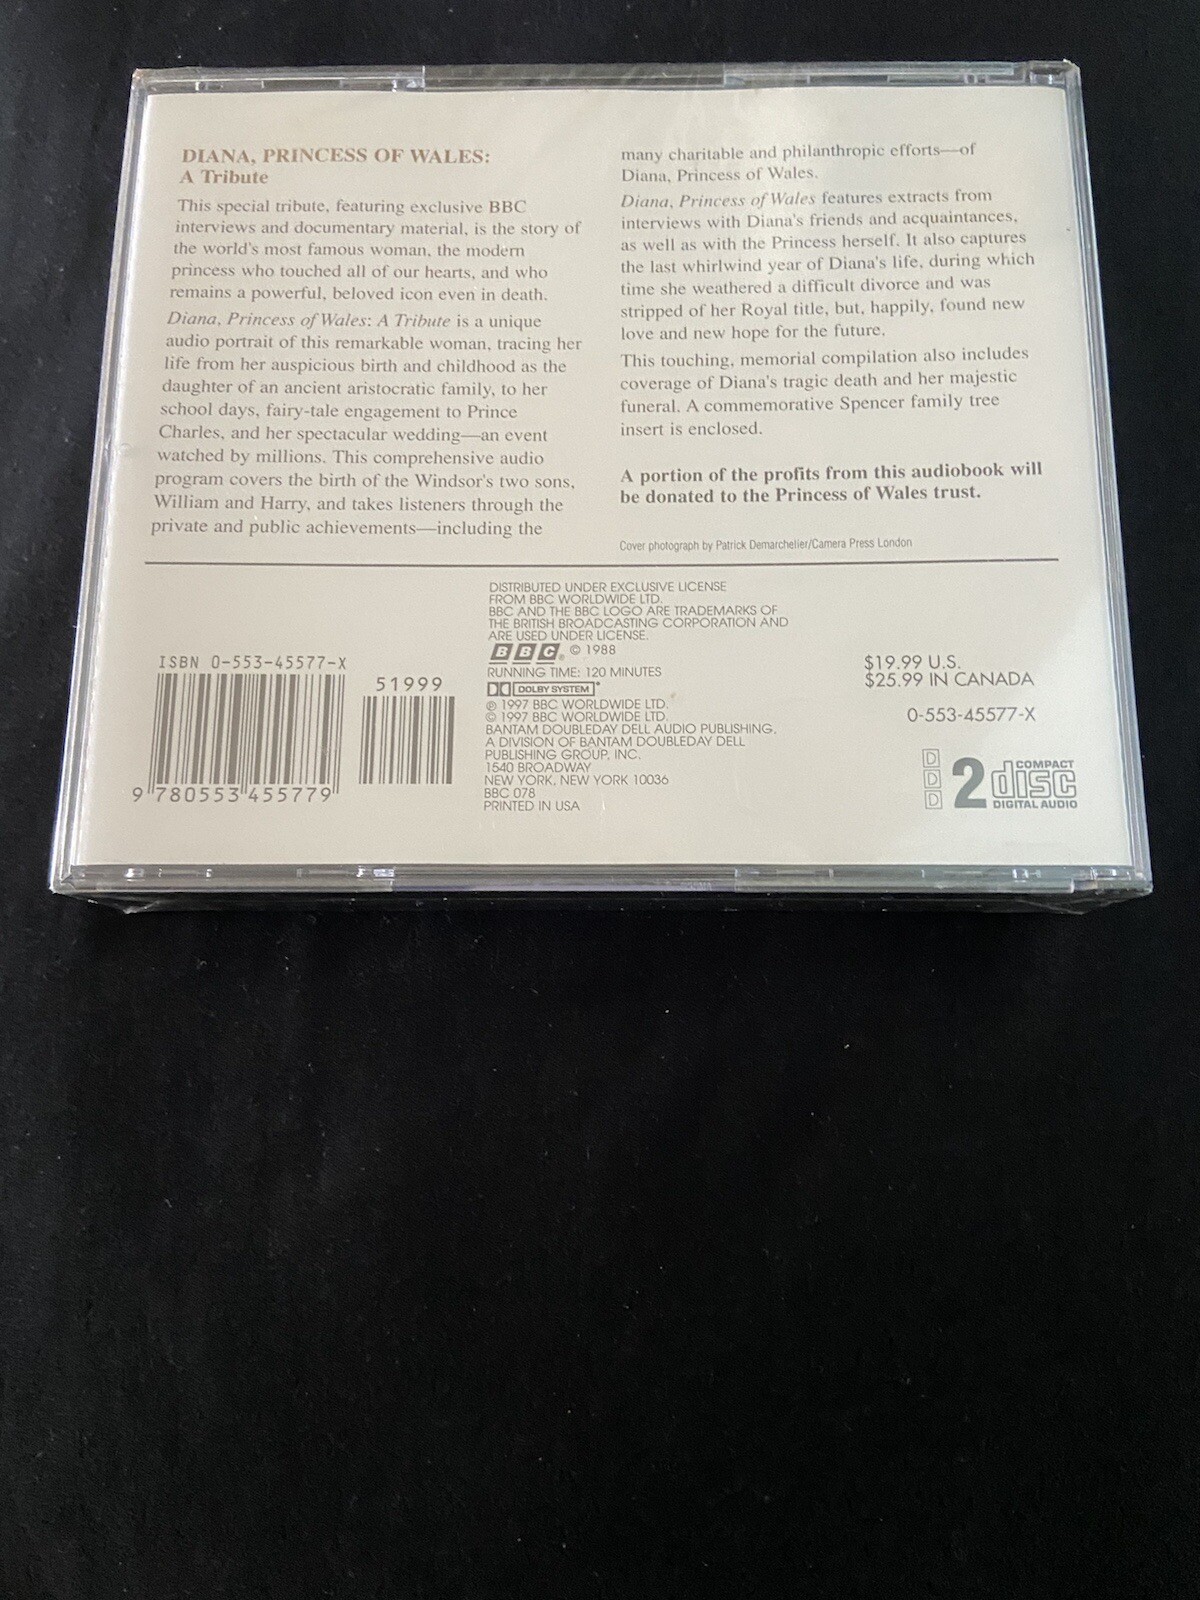 DIANA, PRINCESS OF WALES:
A Tribute
This special tribute, featuring exclusive BBC
interviews and documentary material, is the story of
the world's most famous woman, the modern
princess who touched all of our hearts, and who
remains a powerful, beloved icon even in death.
Diana, Princess of Wales: A Tribute is a unique
audio portrait of this remarkable woman, tracing her
life from her auspicious birth and childhood as the
daughter of an ancient aristocratic family, to her
school days, fairy-tale engagement to Prince
Charles, and her spectacular wedding—an event
watched by millions. This comprehensive audio
program covers the birth of the Windsor's two sons,
William and Harry, and takes listeners through the
private and public achievements—including the
many charitable and philanthropic efforts—of
Diana, Princess of Wales.
Diana, Princess of Wales features extracts from
interviews with Diana's friends and acquaintances,
as well as with the Princess herself. It also captures
the last whirlwind year of Diana's life, during which
time she weathered a difficult divorce and was
stripped of her Royal title, but, happily, found new
love and new hope for the future.
This touching, memorial compilation also includes
coverage of Diana's tragic death and her majestic
funeral. A commemorative Spencer family tree
insert is enclosed.
A portion of the profits from this audiobook will
be donated to the Princess of Wales trust.
Cover photograph by Patrick Demarchelier/Camera Press London
ISBN 0-553-45577-X
51999
9 780553 455779
DISTRIBUTED UNDER EXCLUSIVE LICENSE
FROM BBC WORLDWIDE LTD.
BBC AND THE BBC LOGO ARE TRADEMARKS OF
THE BRITISH BROADCASTING CORPORATION AND
ARE USED UNDER LICENSE.
BBC® © 1988
RUNNING TIME: 120 MINUTES
DOLBY SYSTEM®
℗ 1997 BBC WORLDWIDE LTD.
© 1997 BBC WORLDWIDE LTD.
BANTAM DOUBLEDAY DELL AUDIO PUBLISHING,
A DIVISION OF BANTAM DOUBLEDAY DELL
PUBLISHING GROUP, INC.
1540 BROADWAY
NEW YORK, NEW YORK 10036
BBC 078
PRINTED IN USA
$19.99 U.S.
$25.99 IN CANADA
0-553-45577-X
DDD
2
COMPACT
disc
DIGITAL AUDIO